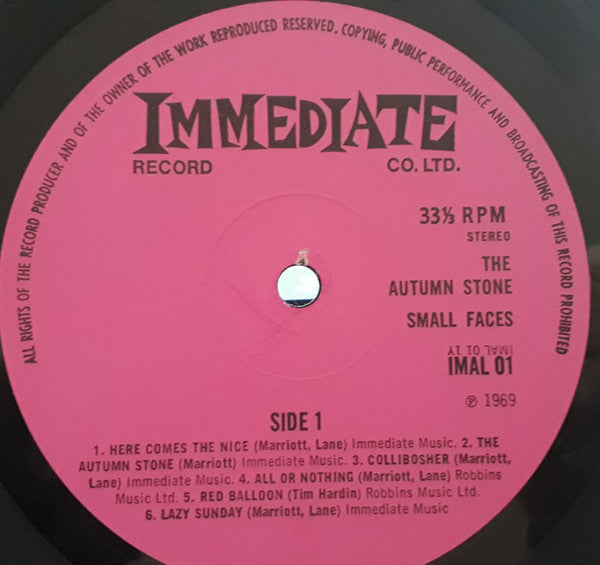 ALL RIGHTS OF THE RECORD PRODUCER AND OF THE OWNER OF THE WORK REPRODUCED RESERVED. COPYING, PUBLIC PERFORMANCE AND BROADCASTING OF THIS RECORD PROHIBITED
IMMEDIATE
RECORD CO. LTD.
33⅓ RPM
STEREO
THE
AUTUMN STONE
SMALL FACES
IMAL 01 1Y
IMAL 01
℗ 1969
SIDE 1
1. HERE COMES THE NICE (Marriott, Lane) Immediate Music. 2. THE
AUTUMN STONE (Marriott) Immediate Music. 3. COLLIBOSHER (Marriott,
Lane) Immediate Music. 4. ALL OR NOTHING (Marriott, Lane) Robbins
Music Ltd. 5. RED BALLOON (Tim Hardin) Robbins Music Ltd.
6. LAZY SUNDAY (Marriott, Lane) Immediate Music